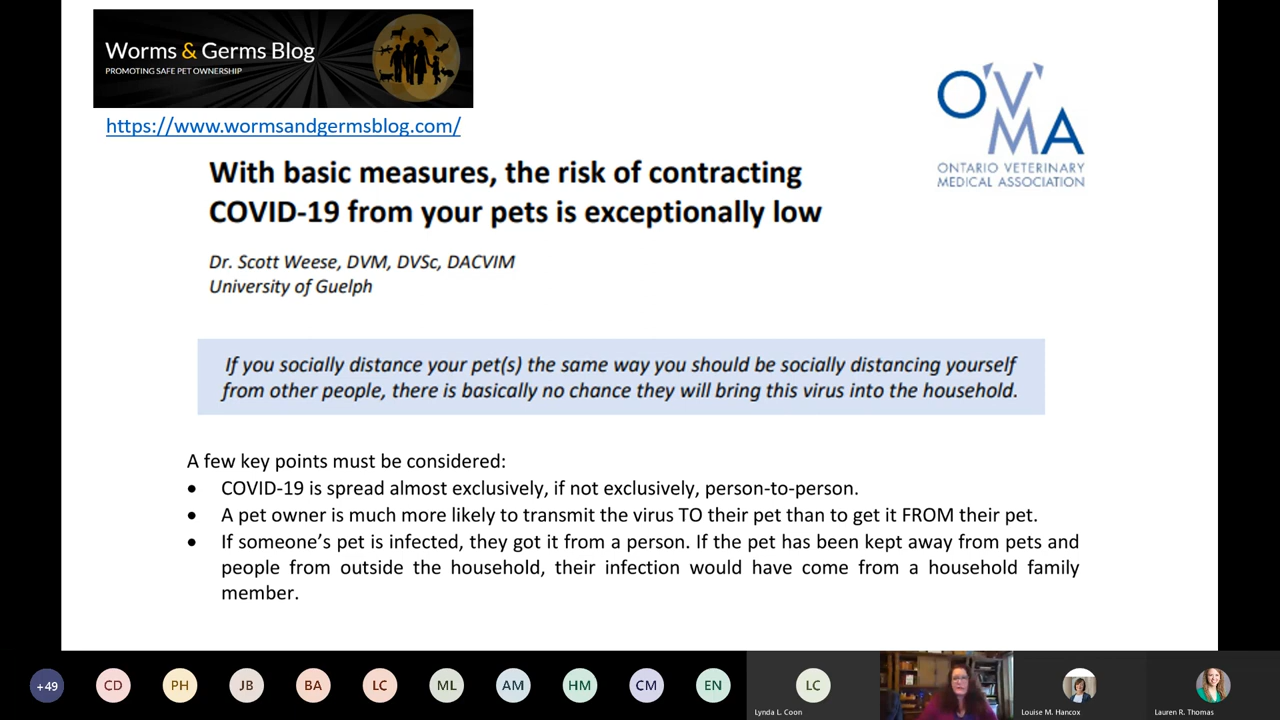 Worms & Germs Blog
PROMOTING SAFE PET OWNERSHIP
https://www.wormsandgermsblog.com/
OVMA
ONTARIO VETERINARY
MEDICAL ASSOCIATION
With basic measures, the risk of contracting
COVID-19 from your pets is exceptionally low
Dr. Scott Weese, DVM, DVSc, DACVIM
University of Guelph
If you socially distance your pet(s) the same way you should be socially distancing yourself
from other people, there is basically no chance they will bring this virus into the household.
A few key points must be considered:
• COVID-19 is spread almost exclusively, if not exclusively, person-to-person.
• A pet owner is much more likely to transmit the virus TO their pet than to get it FROM their pet.
• If someone's pet is infected, they got it from a person. If the pet has been kept away from pets and
people from outside the household, their infection would have come from a household family
member.
+49 CD PH JB BA LC ML AM HM CM EN LC
Lynda L. Coon Louise M. Hancox Lauren R. Thomas